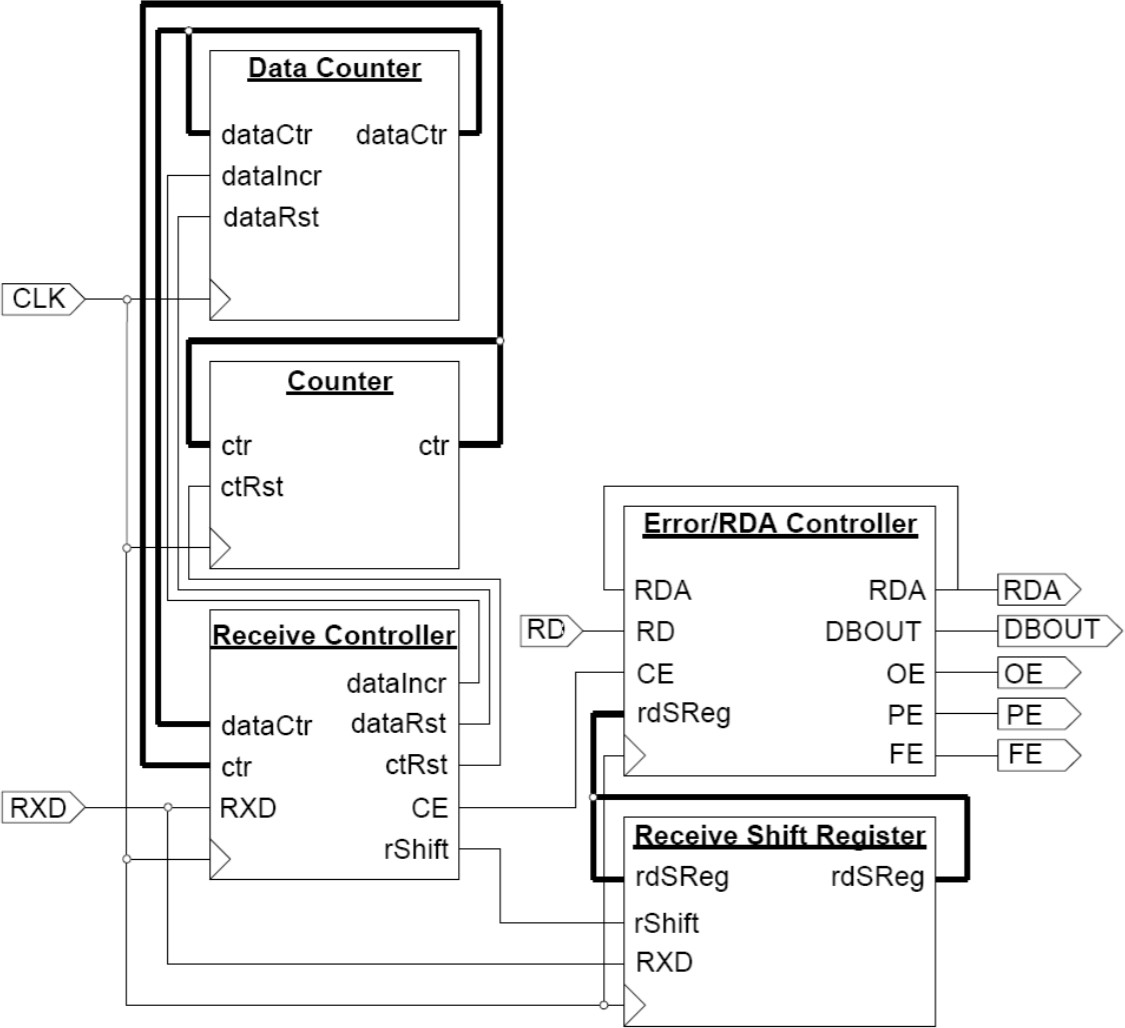 Data Counter
dataCtr dataCtr
dataIncr
dataRst
CLK
Counter
ctr ctr
ctRst
Error/RDA Controller
RDA RDA RDA
RD RD DBOUT DBOUT
CE OE OE
rdSReg PE PE
FE FE
Receive Controller
dataIncr
dataCtr dataRst
ctr ctRst
RXD RXD CE
rShift
Receive Shift Register
rdSReg rdSReg
rShift
RXD